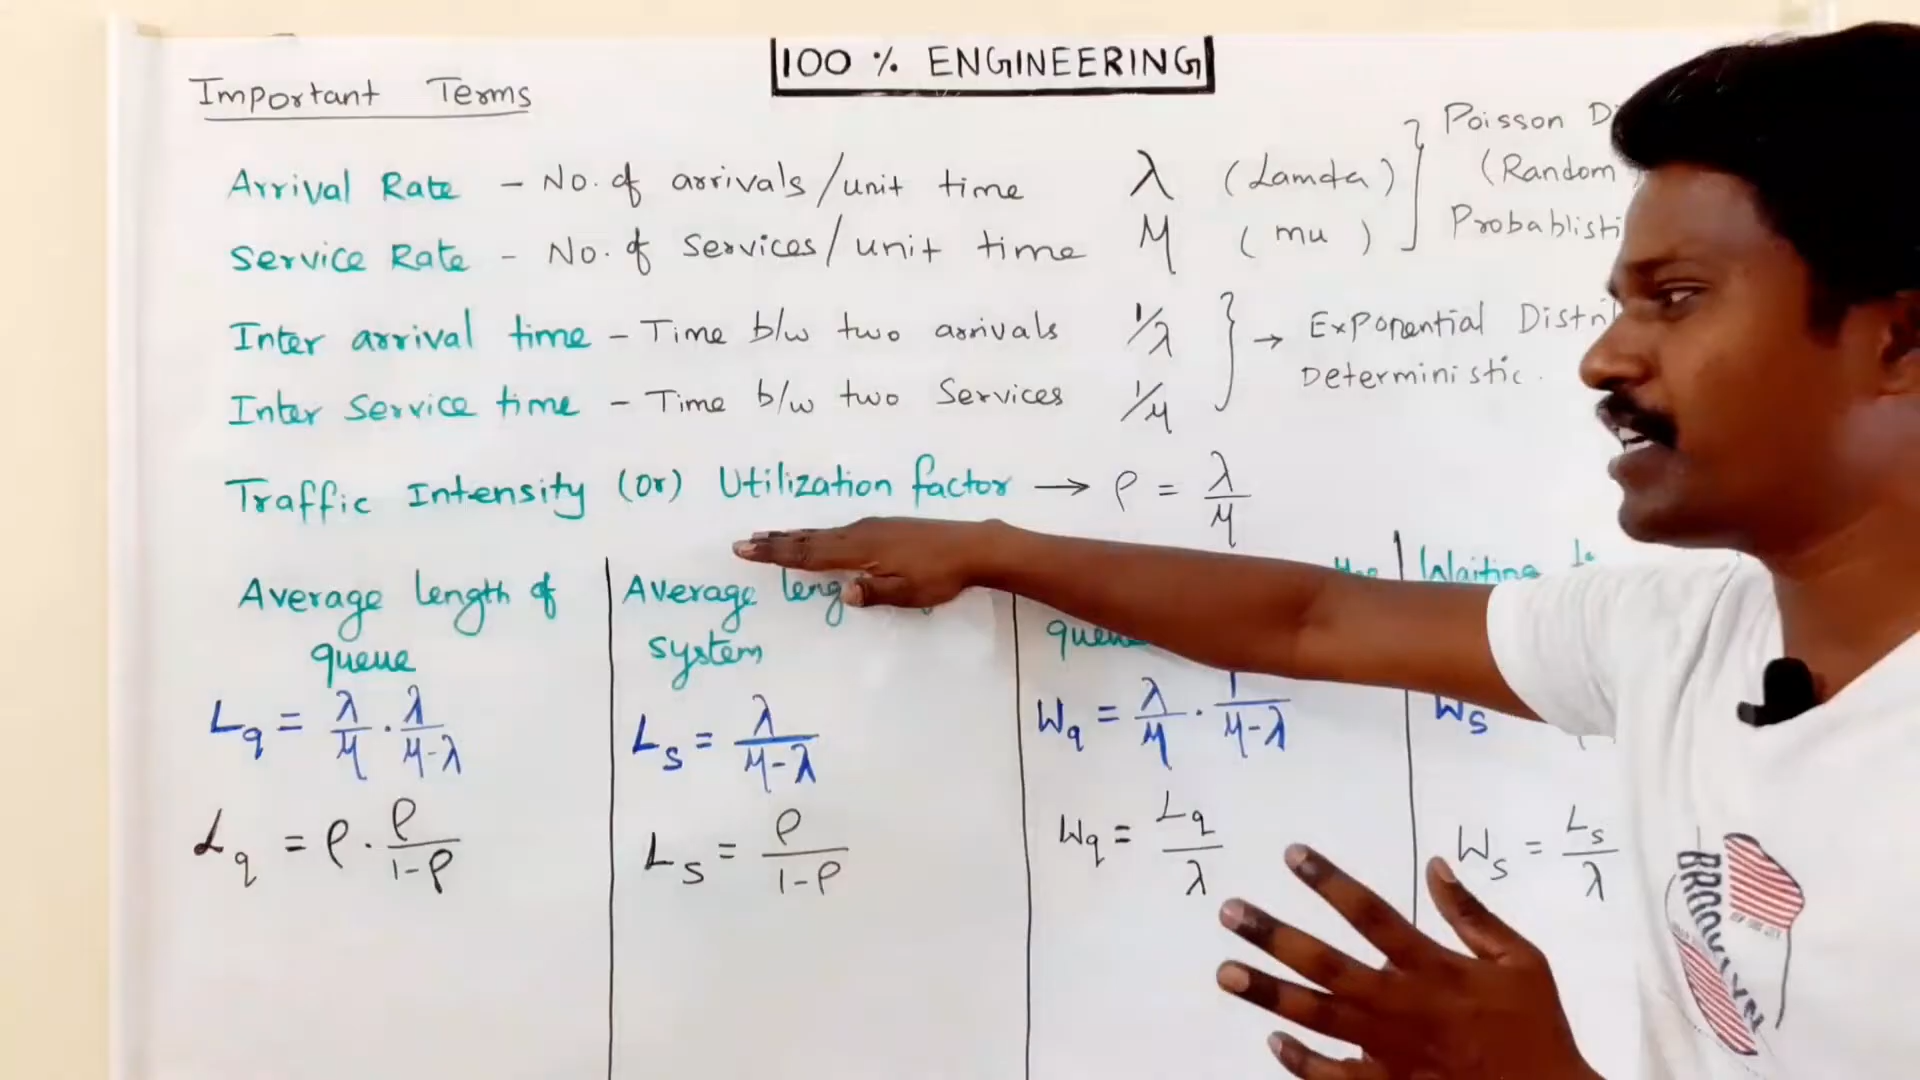 100 % ENGINEERING
Important Terms
Arrival Rate - No. of arrivals/unit time λ (Lamda)
Service Rate - No. of Services/unit time μ (mu)
Poisson
(Random
Inter arrival time - Time b/w two arrivals 1/λ
Inter Service time - Time b/w two Services 1/μ
→ Exponential
Deterministic.
Traffic Intensity (Or) Utilization factor → ρ = λ/μ
Average length of
queue
Lq = λ/μ · λ/μ-λ
Lq = ρ · ρ/1-ρ
Average
system
Ls = λ/μ-λ
Ls = ρ/1-ρ
Wq = λ/μ · 1/μ-λ
Wq = Lq/λ
Waiting
Ws
Ws = Ls/λ
BROOKLYN